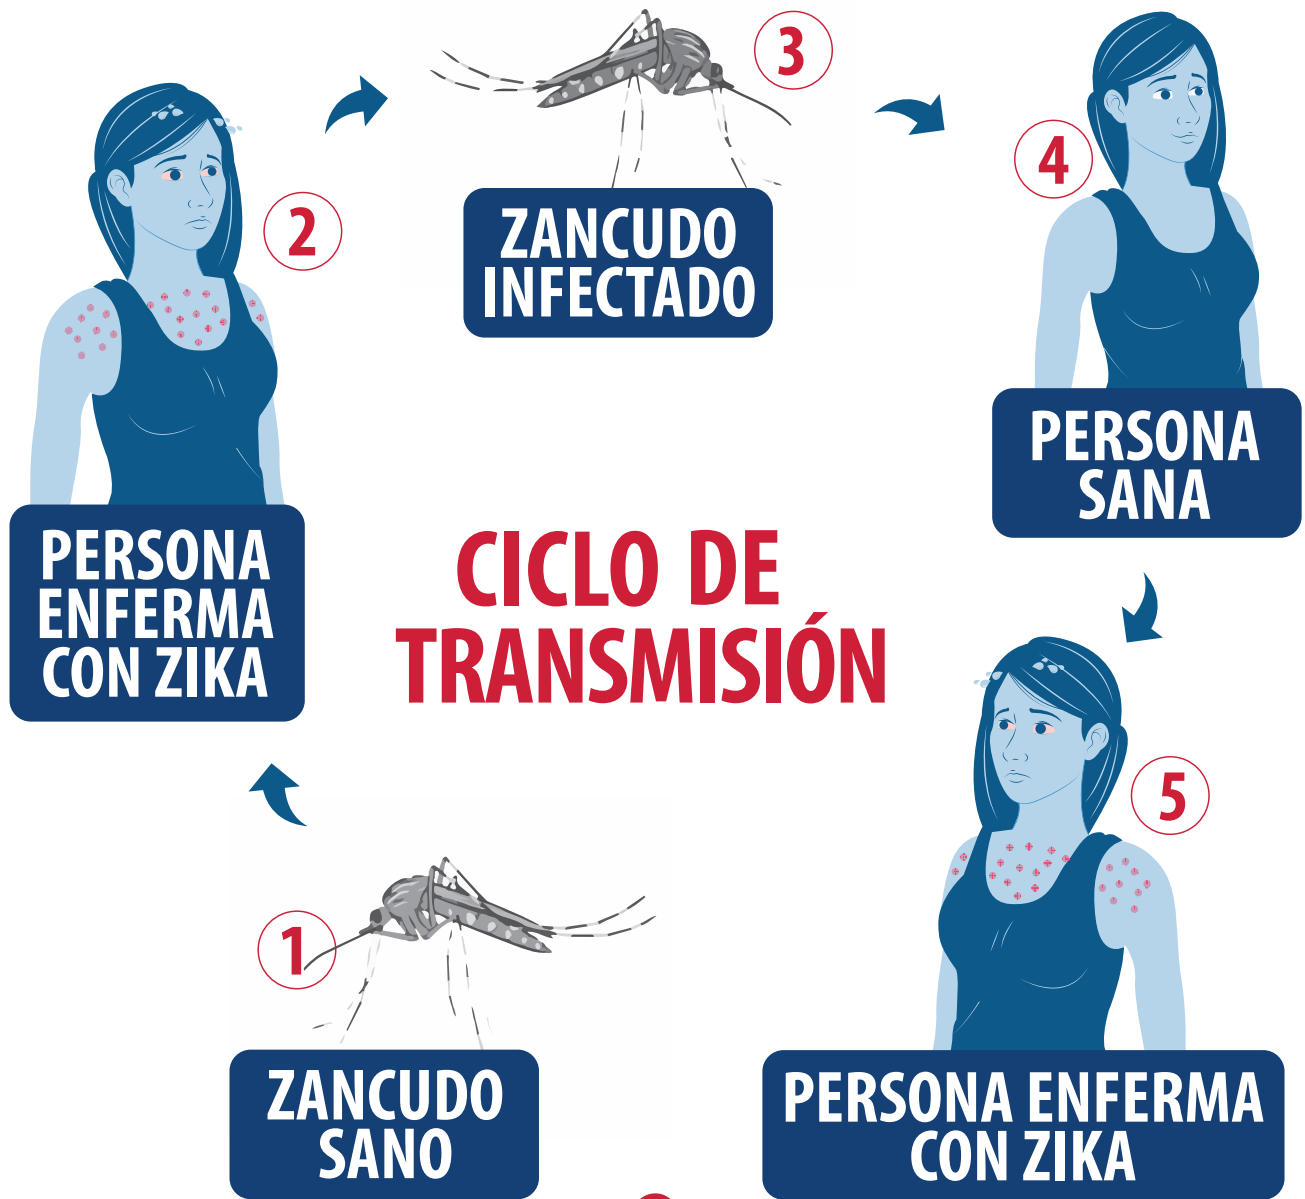 3
ZANCUDO
INFECTADO
4
PERSONA
SANA
2
PERSONA
ENFERMA
CON ZIKA
CICLO DE
TRANSMISIÓN
5
PERSONA ENFERMA
CON ZIKA
1
ZANCUDO
SANO